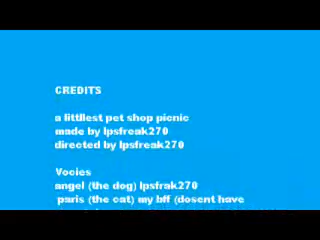 CREDITS
a littllest pet shop picnic
made by lpsfreak270
directed by lpsfreak270
Vocies
angel (the dog) lpsfrak270
paris (the cat) my bff (dosent have